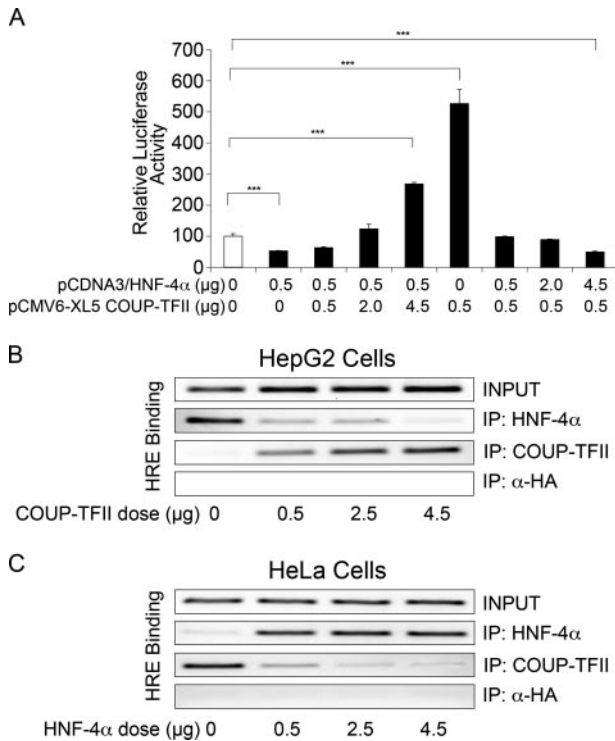 A
Relative Luciferase
Activity
700
600
500
400
300
200
100
0
***
***
***
***
pCDNA3/HNF-4α (µg) 0 0.5 0.5 0.5 0.5 0 0.5 2.0 4.5
pCMV6-XL5 COUP-TFII (µg) 0 0 0.5 2.0 4.5 0.5 0.5 0.5 0.5
B
HepG2 Cells
HRE Binding
INPUT
IP: HNF-4α
IP: COUP-TFII
IP: α-HA
COUP-TFII dose (µg) 0 0.5 2.5 4.5
C
HeLa Cells
HRE Binding
INPUT
IP: HNF-4α
IP: COUP-TFII
IP: α-HA
HNF-4α dose (µg) 0 0.5 2.5 4.5